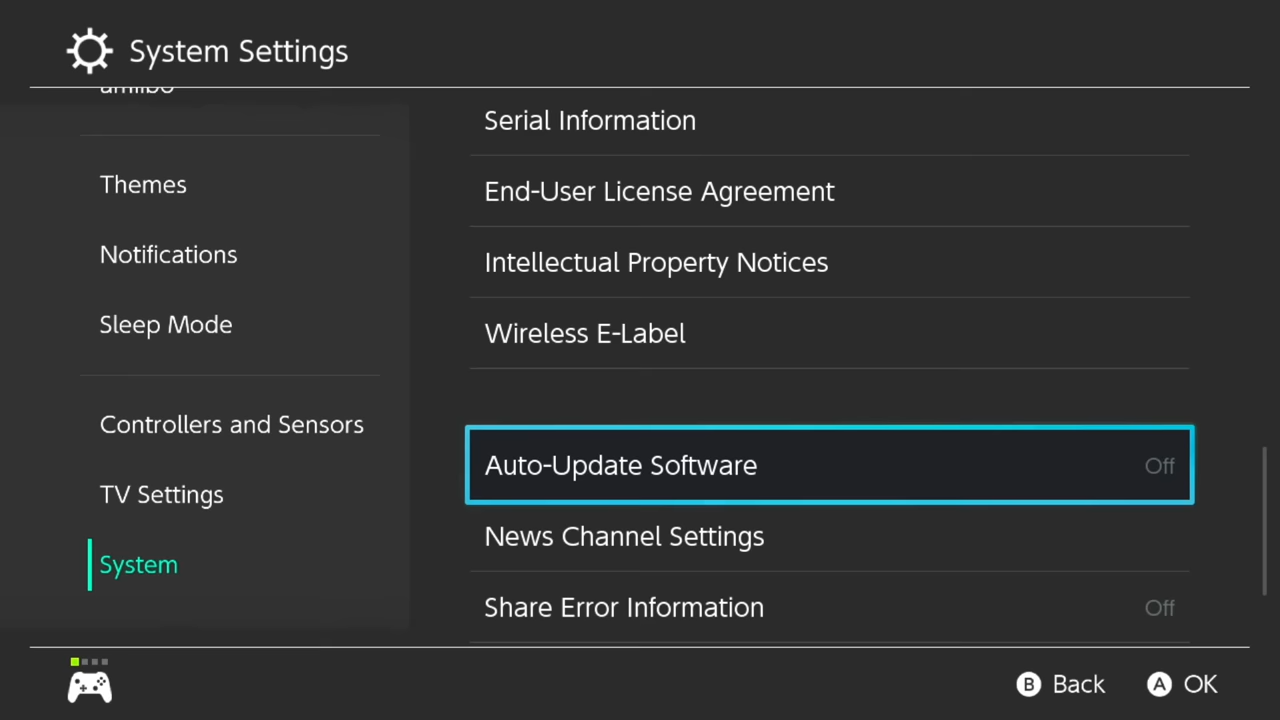 System Settings
amiibo
Themes
Notifications
Sleep Mode
Controllers and Sensors
TV Settings
System
Serial Information
End-User License Agreement
Intellectual Property Notices
Wireless E-Label
Auto-Update Software Off
News Channel Settings
Share Error Information Off
B Back A OK